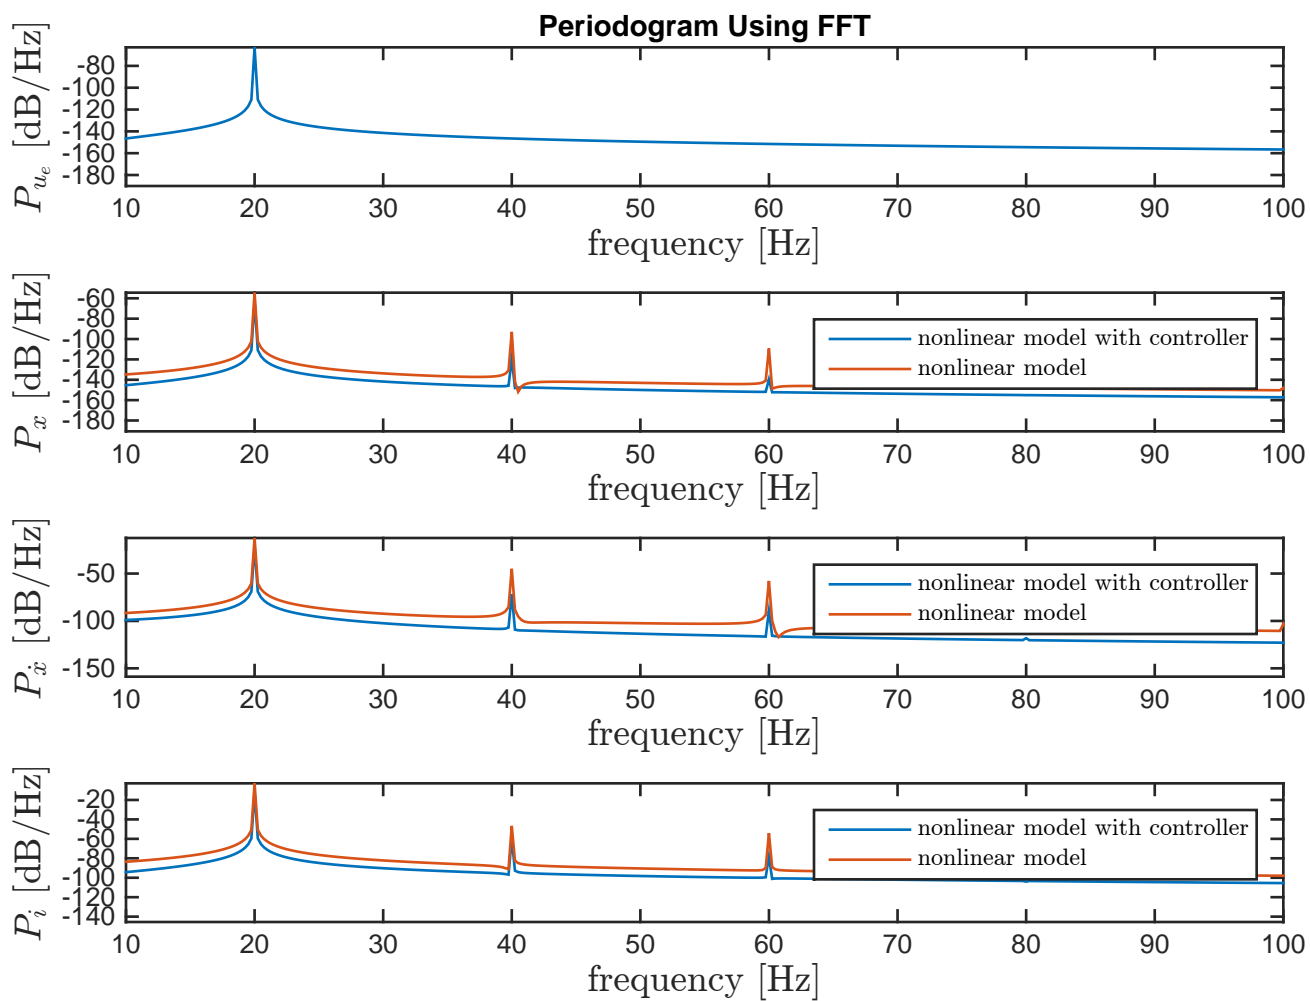 Periodogram Using FFT
P_{u_e} [dB/Hz]
-80
-100
-120
-140
-160
-180
10 20 30 40 50 60 70 80 90 100
frequency [Hz]
P_x [dB/Hz]
-60
-80
-100
-120
-140
-160
-180
nonlinear model with controller
nonlinear model
10 20 30 40 50 60 70 80 90 100
frequency [Hz]
P_ẋ [dB/Hz]
-50
-100
-150
nonlinear model with controller
nonlinear model
10 20 30 40 50 60 70 80 90 100
frequency [Hz]
P_i [dB/Hz]
-20
-40
-60
-80
-100
-120
-140
nonlinear model with controller
nonlinear model
10 20 30 40 50 60 70 80 90 100
frequency [Hz]